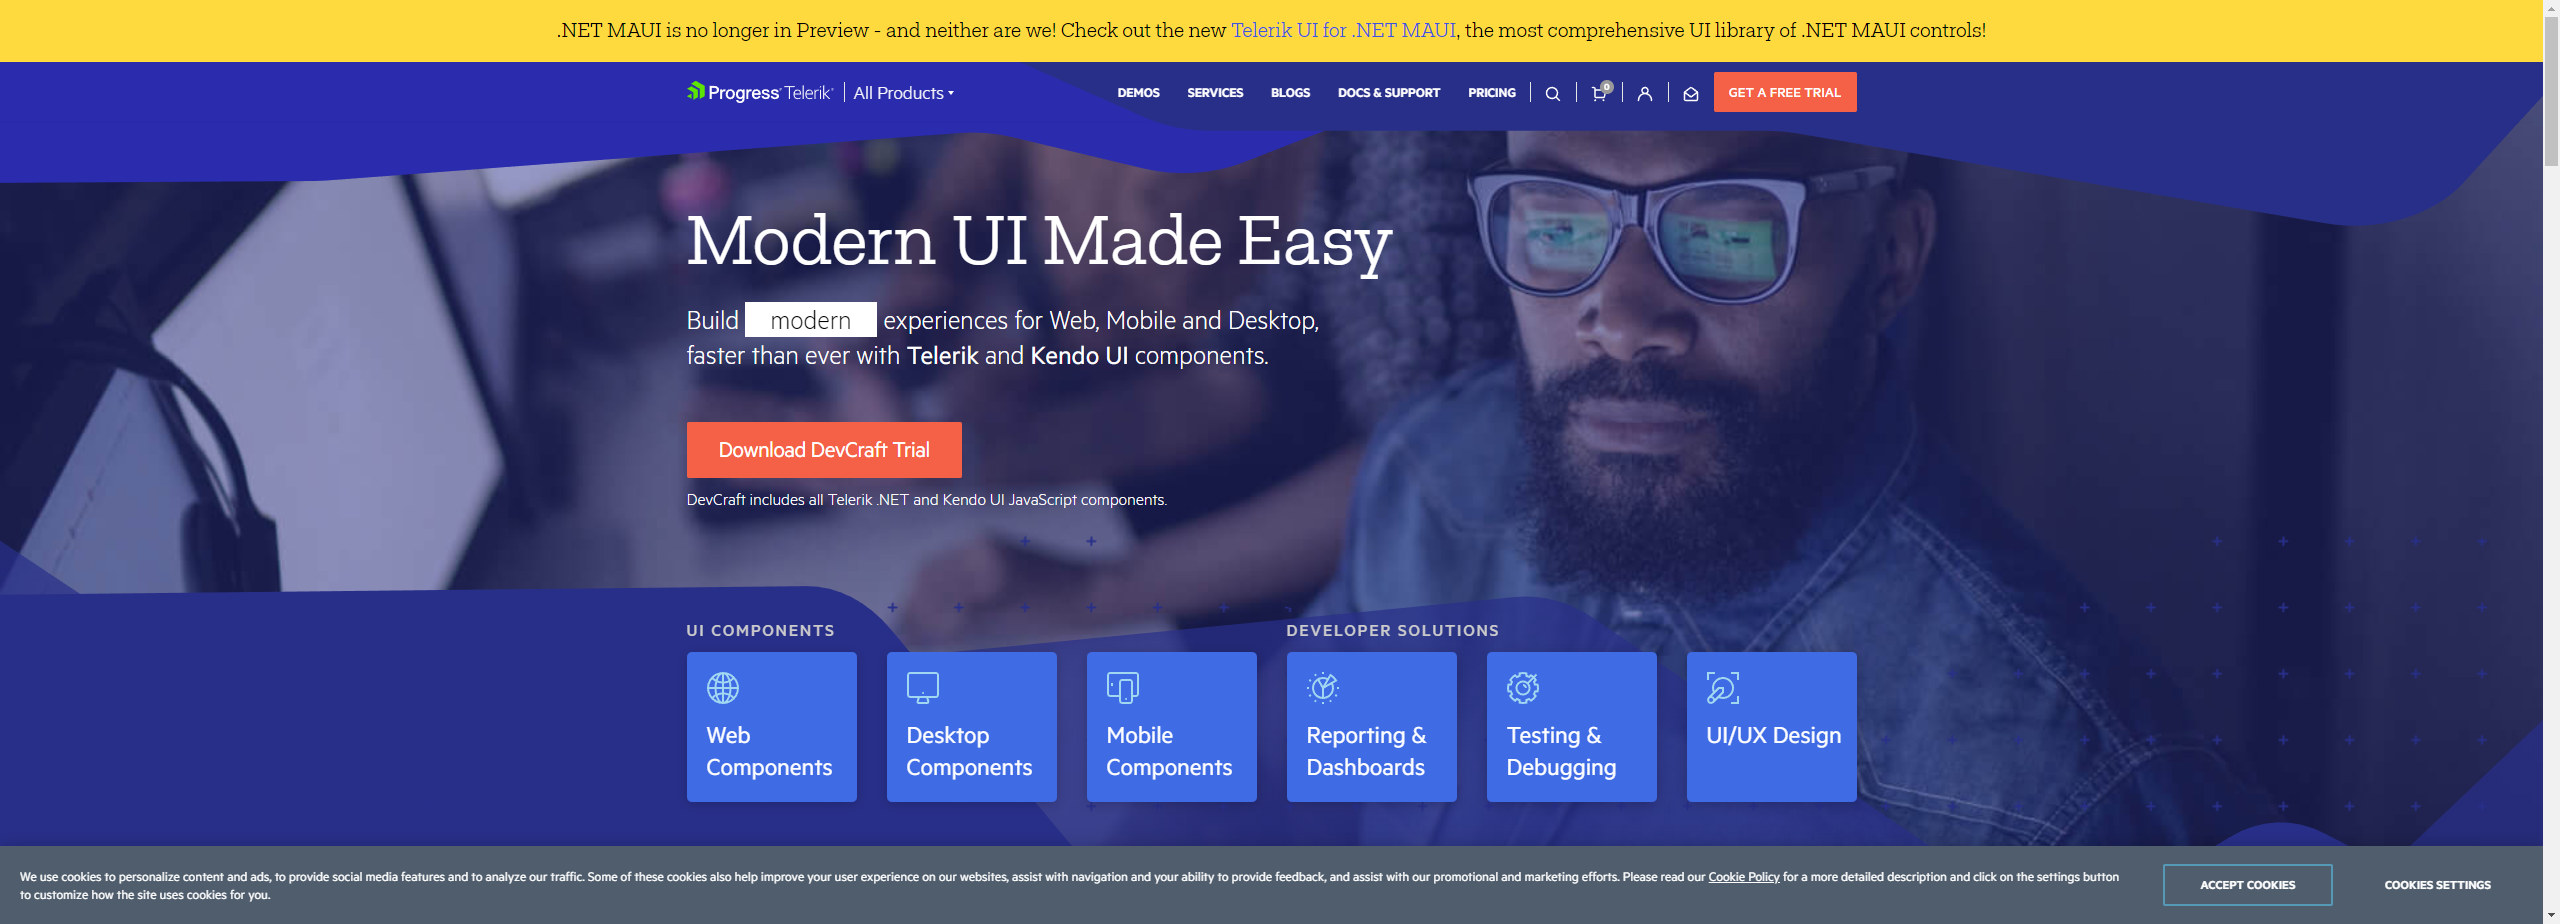 .NET MAUI is no longer in Preview - and neither are we! Check out the new Telerik UI for .NET MAUI, the most comprehensive UI library of .NET MAUI controls!
Progress Telerik All Products DEMOS SERVICES BLOGS DOCS & SUPPORT PRICING 0 GET A FREE TRIAL
Modern UI Made Easy
Build modern experiences for Web, Mobile and Desktop,
faster than ever with Telerik and Kendo UI components.
Download DevCraft Trial
DevCraft includes all Telerik .NET and Kendo UI JavaScript components.
UI COMPONENTS
Web
Components
Desktop
Components
Mobile
Components
DEVELOPER SOLUTIONS
Reporting &
Dashboards
Testing &
Debugging
UI/UX Design
We use cookies to personalize content and ads, to provide social media features and to analyze our traffic. Some of these cookies also help improve your user experience on our websites, assist with navigation and your ability to provide feedback, and assist with our promotional and marketing efforts. Please read our Cookie Policy for a more detailed description and click on the settings button
to customize how the site uses cookies for you.
ACCEPT COOKIES
COOKIES SETTINGS